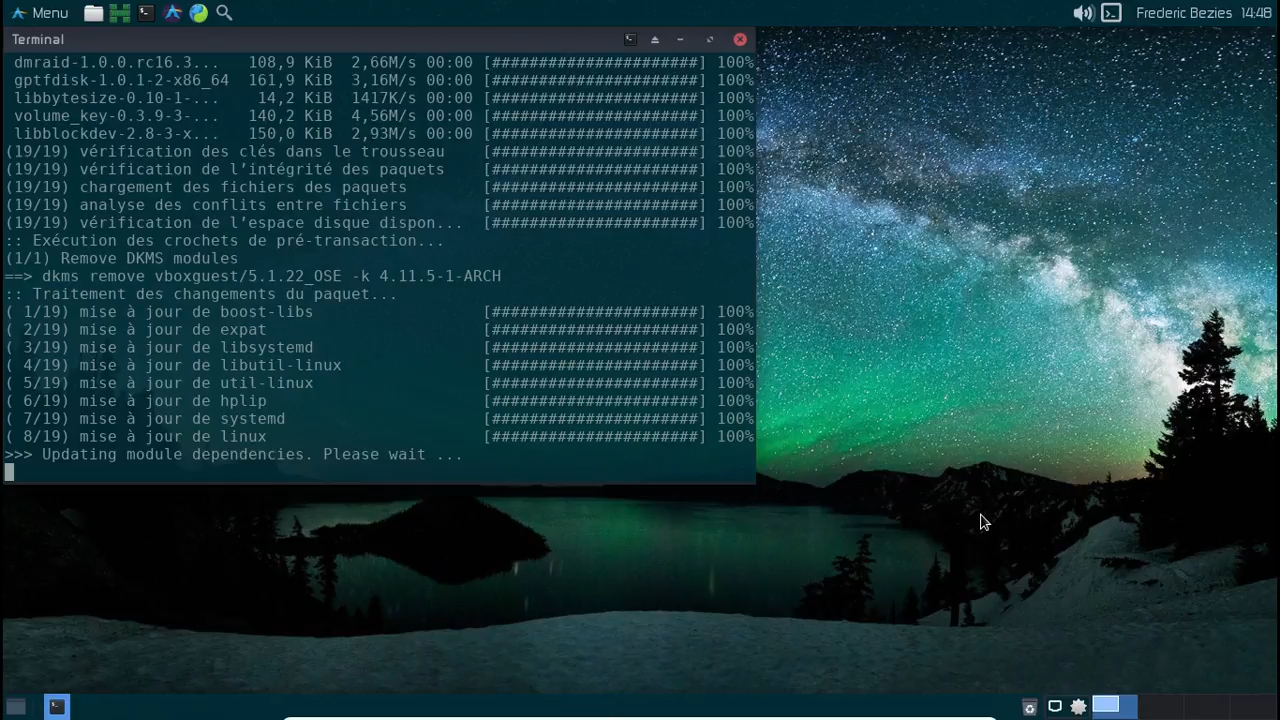 Menu
Frederic Bezies 14:48
Terminal
dmraid-1.0.0.rc16.3... 108,9 KiB 2,66M/s 00:00 [######################] 100%
gptfdisk-1.0.1-2-x86_64 161,9 KiB 3,16M/s 00:00 [######################] 100%
libbytesize-0.10-1-... 14,2 KiB 1417K/s 00:00 [######################] 100%
volume_key-0.3.9-3-... 140,2 KiB 4,56M/s 00:00 [######################] 100%
libblockdev-2.8-3-x... 150,0 KiB 2,93M/s 00:00 [######################] 100%
(19/19) vérification des clés dans le trousseau [######################] 100%
(19/19) vérification de l’intégrité des paquets [######################] 100%
(19/19) chargement des fichiers des paquets [######################] 100%
(19/19) analyse des conflits entre fichiers [######################] 100%
(19/19) vérification de l’espace disque dispon... [######################] 100%
:: Exécution des crochets de pré-transaction...
(1/1) Remove DKMS modules
==> dkms remove vboxguest/5.1.22_OSE -k 4.11.5-1-ARCH
:: Traitement des changements du paquet...
( 1/19) mise à jour de boost-libs [######################] 100%
( 2/19) mise à jour de expat [######################] 100%
( 3/19) mise à jour de libsystemd [######################] 100%
( 4/19) mise à jour de libutil-linux [######################] 100%
( 5/19) mise à jour de util-linux [######################] 100%
( 6/19) mise à jour de hplip [######################] 100%
( 7/19) mise à jour de systemd [######################] 100%
( 8/19) mise à jour de linux [######################] 100%
>>> Updating module dependencies. Please wait ...